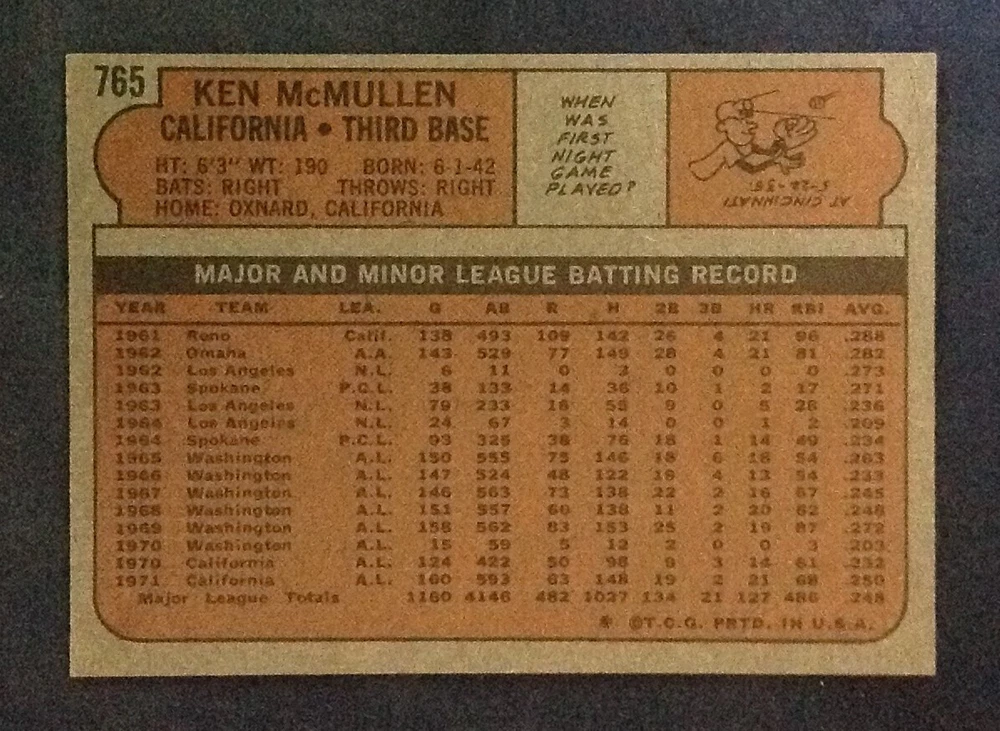 765
KEN McMULLEN
CALIFORNIA • THIRD BASE
HT: 6'3" WT: 190 BORN: 6-1-42
BATS: RIGHT THROWS: RIGHT
HOME: OXNARD, CALIFORNIA
WHEN
WAS
FIRST
NIGHT
GAME
PLAYED?
AT CINCINNATI
MAJOR AND MINOR LEAGUE BATTING RECORD
YEAR TEAM LEA. G AB R H 2B 3B HR RBI AVG.
1961 Reno Calif. 138 493 109 142 26 4 21 96 .288
1962 Omaha A.A. 143 529 77 149 28 4 21 81 .282
1962 Los Angeles N.L. 6 11 0 3 0 0 0 0 .273
1963 Spokane P.C.L. 38 133 14 36 10 1 2 17 .271
1963 Los Angeles N.L. 79 233 16 55 9 0 5 28 .236
1964 Los Angeles N.L. 24 67 3 14 0 0 1 2 .209
1964 Spokane P.C.L. 93 325 38 76 18 1 14 49 .234
1965 Washington A.L. 150 555 75 146 18 6 18 54 .263
1966 Washington A.L. 147 524 48 122 19 4 13 54 .233
1967 Washington A.L. 146 563 73 138 22 2 16 67 .245
1968 Washington A.L. 151 557 66 138 11 2 20 62 .248
1969 Washington A.L. 158 562 83 153 25 2 19 87 .272
1970 Washington A.L. 15 59 5 12 2 0 0 3 .203
1970 California A.L. 124 422 50 98 9 3 14 61 .232
1971 California A.L. 160 593 63 148 19 2 21 68 .250
Major League Totals 1160 4146 482 1027 134 21 127 486 .248
* ©T.C.G. PRTD. IN U.S.A.